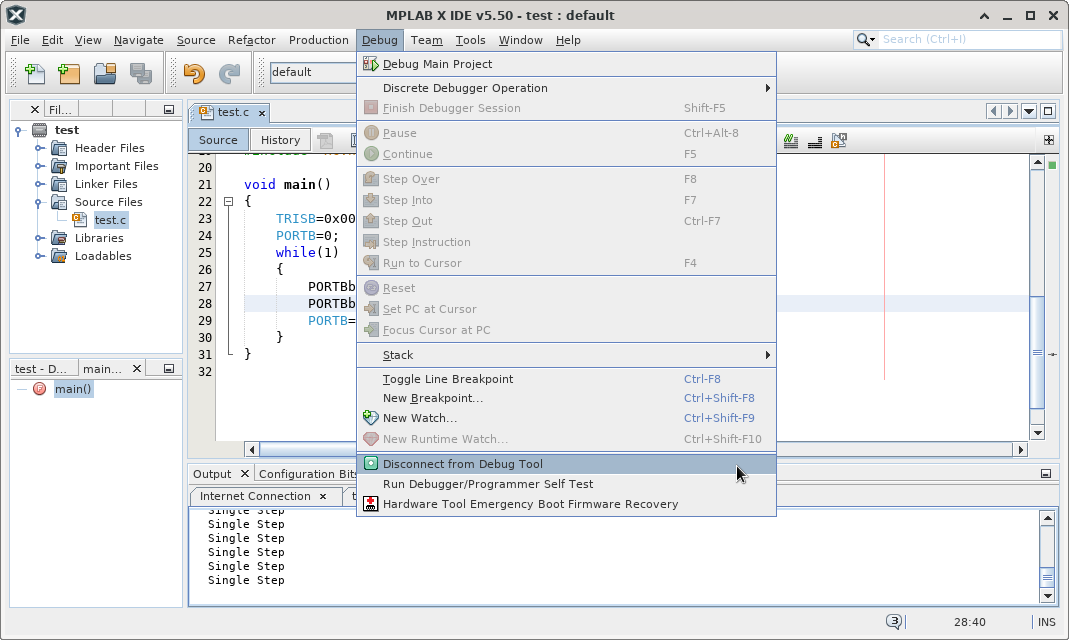 MPLAB X IDE v5.50 - test : default
File Edit View Navigate Source Refactor Production Debug Team Tools Window Help
Search (Ctrl+I)
default
Debug Main Project
Discrete Debugger Operation
Finish Debugger Session Shift-F5
Pause Ctrl+Alt-8
Continue F5
Step Over F8
Step Into F7
Step Out Ctrl-F7
Step Instruction
Run to Cursor F4
Reset
Set PC at Cursor
Focus Cursor at PC
Stack
Toggle Line Breakpoint Ctrl-F8
New Breakpoint... Ctrl+Shift-F8
New Watch... Ctrl+Shift-F9
New Runtime Watch... Ctrl+Shift-F10
Disconnect from Debug Tool
Run Debugger/Programmer Self Test
Hardware Tool Emergency Boot Firmware Recovery
Fil...
test
Header Files
Important Files
Linker Files
Source Files
test.c
Libraries
Loadables
test - D... main...
main()
test.c
Source History
20
21 void main()
22 {
23 TRISB=0x00
24 PORTB=0;
25 while(1)
26 {
27 PORTBb
28 PORTBb
29 PORTB=
30 }
31 }
32
Output Configuration Bits
Internet Connection t
Single Step
Single Step
Single Step
Single Step
Single Step
Single Step
3 28:40 INS